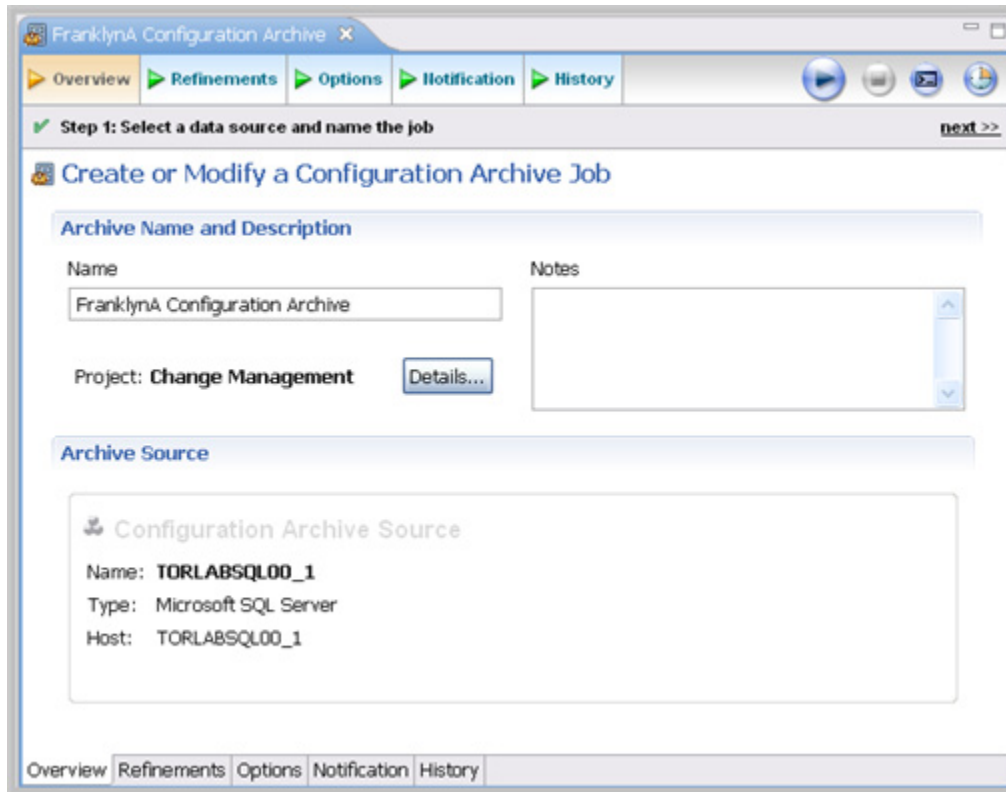 FranklynA Configuration Archive
Overview Refinements Options Notification History
Step 1: Select a data source and name the job next >>
Create or Modify a Configuration Archive Job
Archive Name and Description
Name Notes
FranklynA Configuration Archive
Project: Change Management Details...
Archive Source
Configuration Archive Source
Name: TORLABSQL00_1
Type: Microsoft SQL Server
Host: TORLABSQL00_1
Overview Refinements Options Notification History